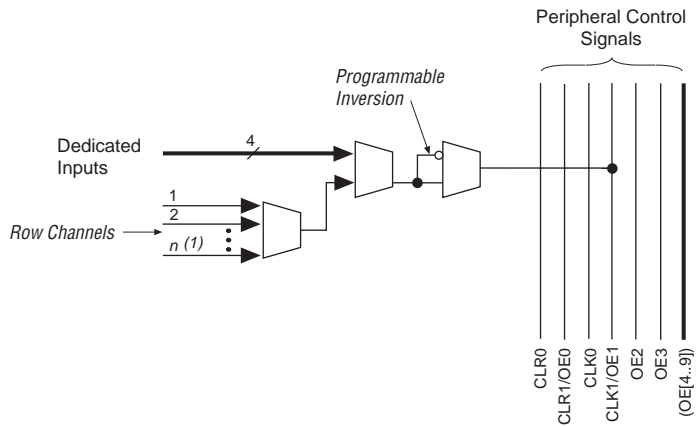 Peripheral Control
Signals
Programmable
Inversion
Dedicated
Inputs
4
Row Channels
1
2
n (1)
CLR0
CLR1/OE0
CLK0
CLK1/OE1
OE2
OE3
(OE[4..9])